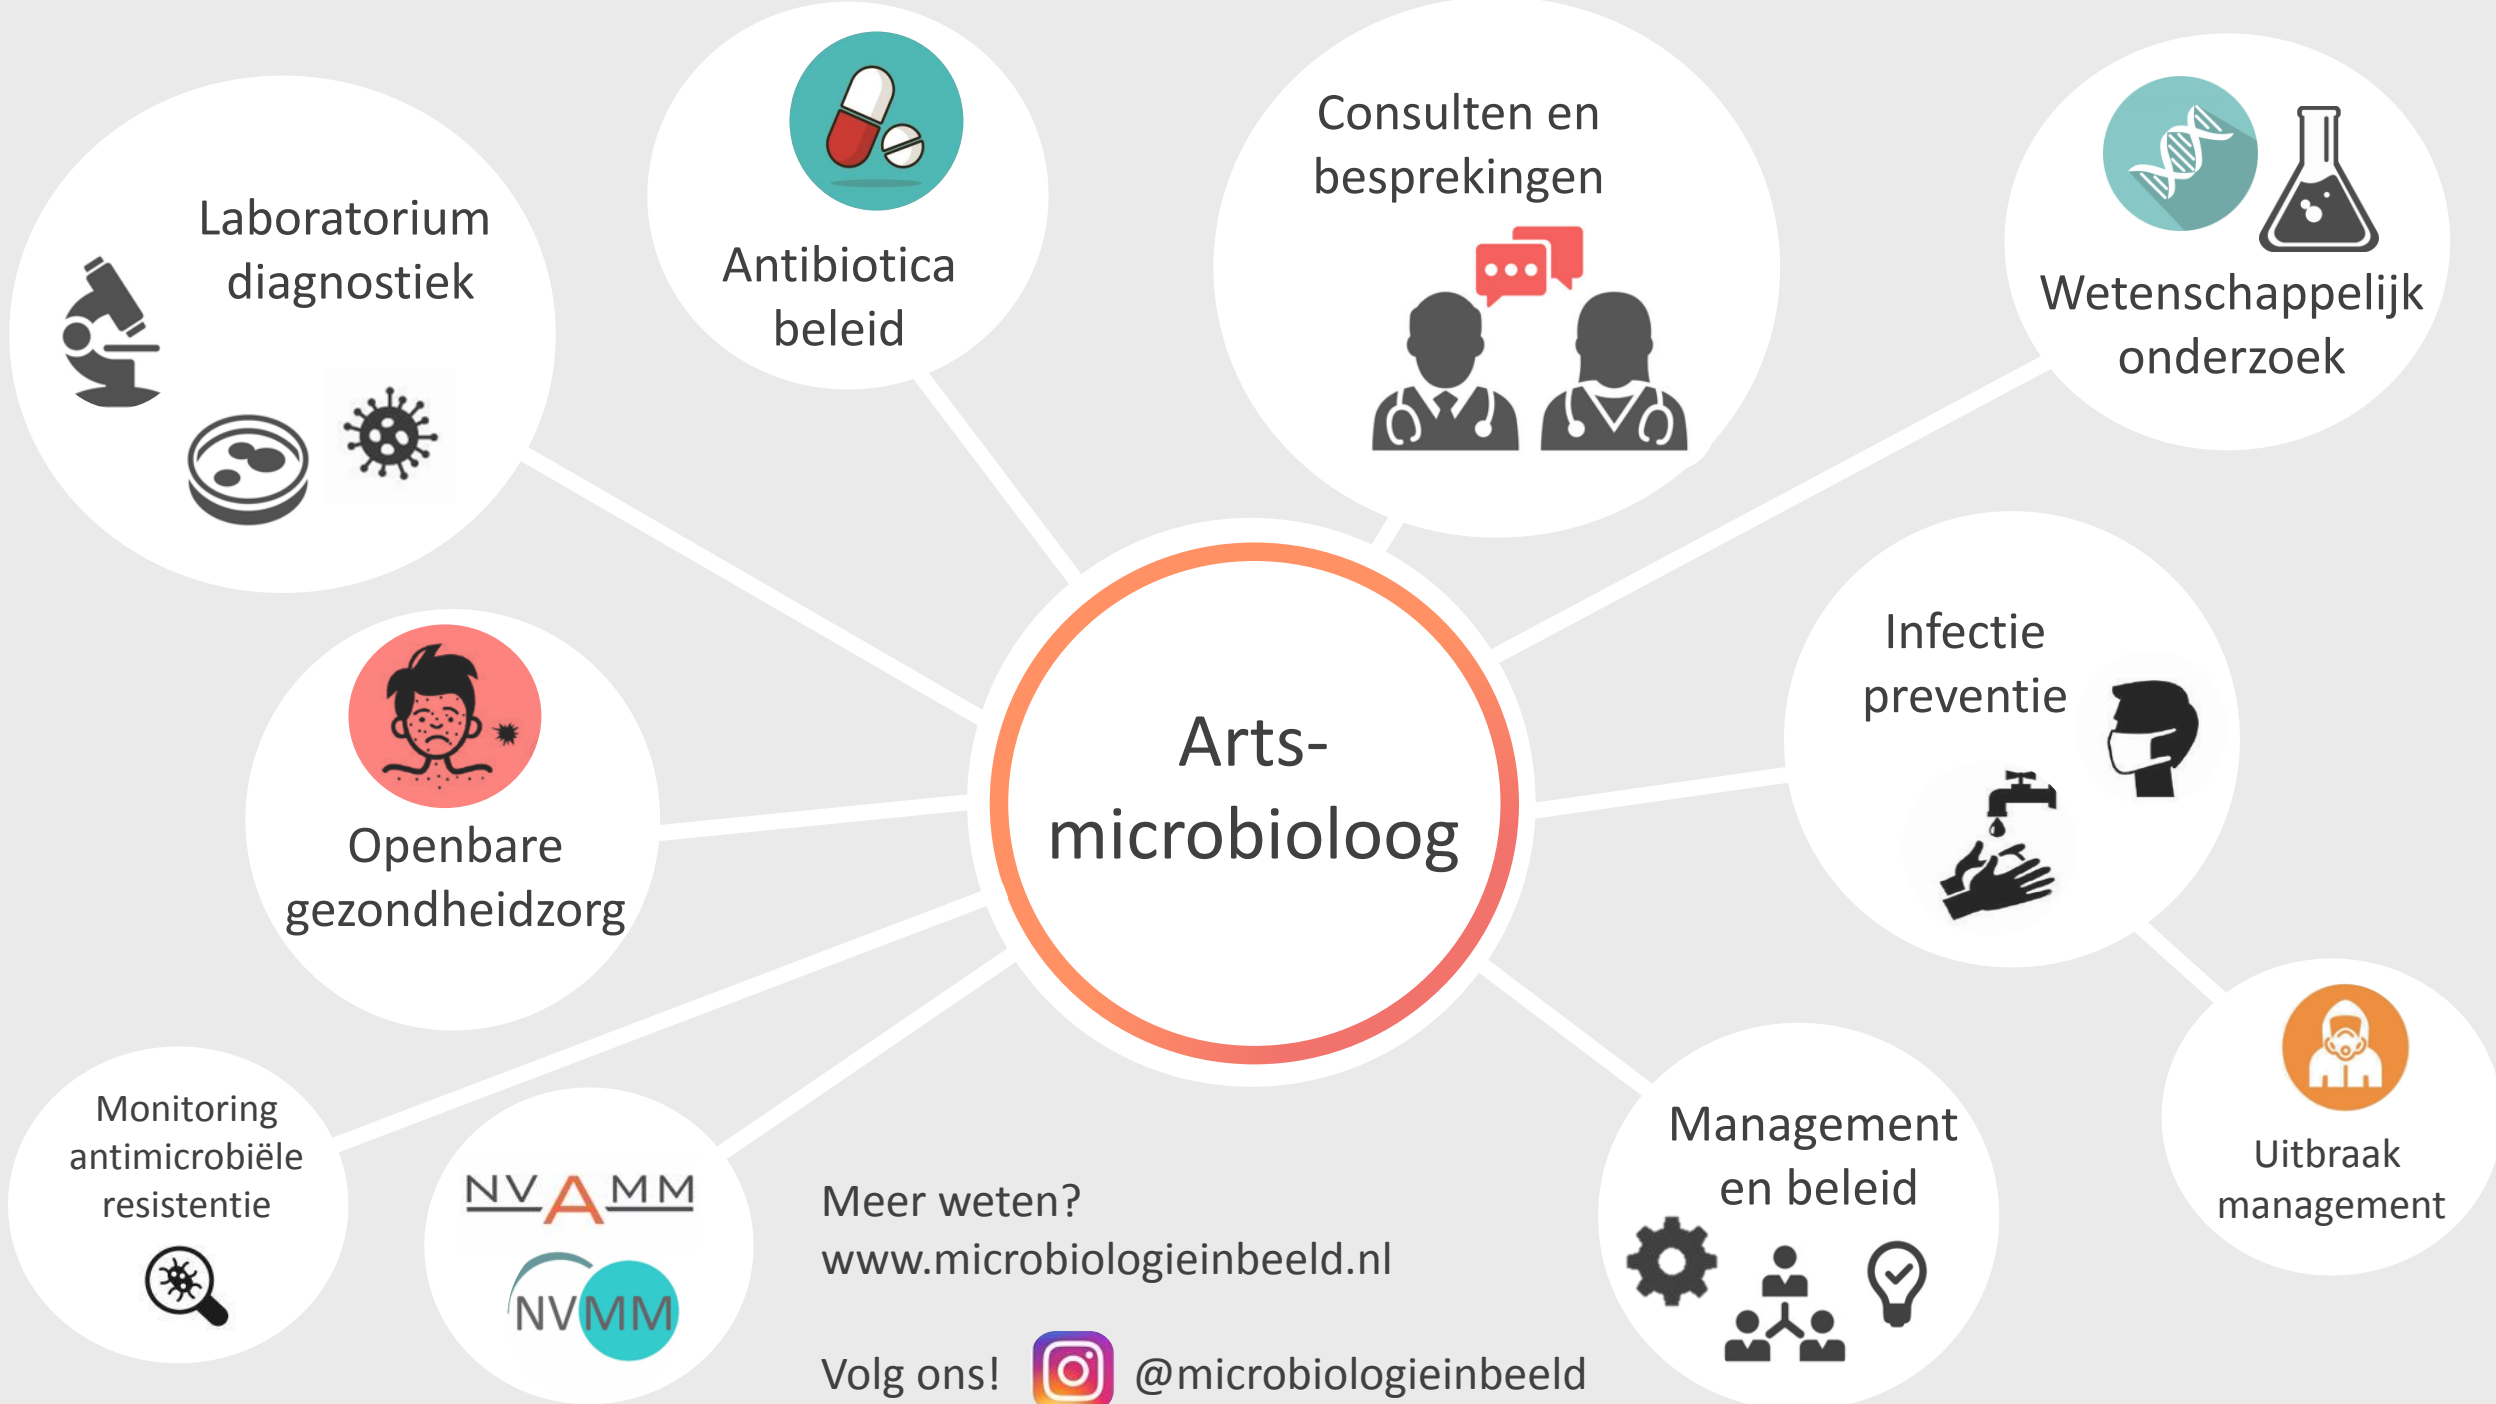 Laboratorium
diagnostiek
Antibiotica
beleid
Consulten en
besprekingen
Wetenschappelijk
onderzoek
Openbare
gezondheidzorg
Arts-
microbioloog
Infectie
preventie
Monitoring
antimicrobiële
resistentie
NVAMM
NVMM
Meer weten?
www.microbiologieinbeeld.nl
Volg ons! @microbiologieinbeeld
Management
en beleid
Uitbraak
management